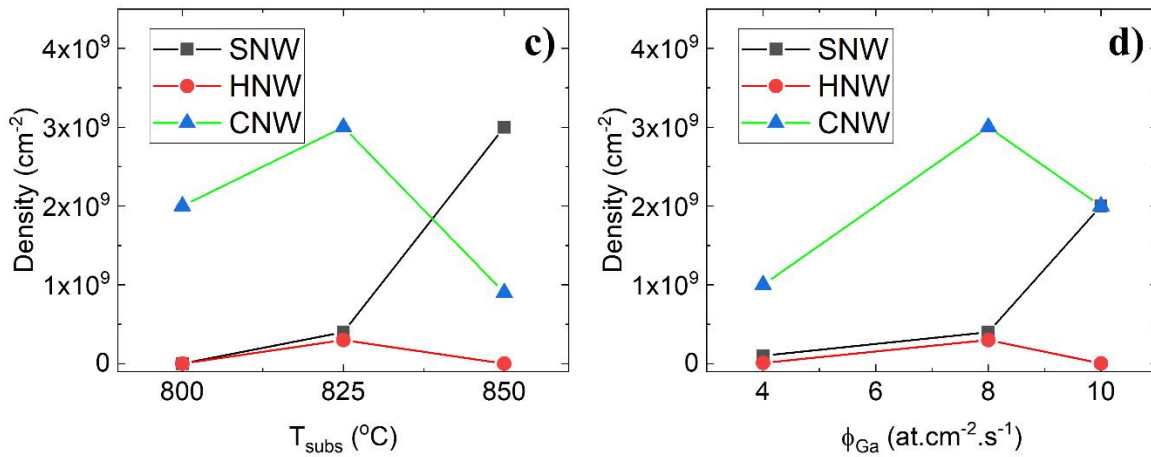 c)
SNW
HNW
CNW
4x10⁹
3x10⁹
2x10⁹
1x10⁹
0
Density (cm⁻²)
800 825 850
T_subs (°C)
d)
SNW
HNW
CNW
4x10⁹
3x10⁹
2x10⁹
1x10⁹
0
Density (cm⁻²)
4 6 8 10
ϕ_Ga (at.cm⁻².s⁻¹)